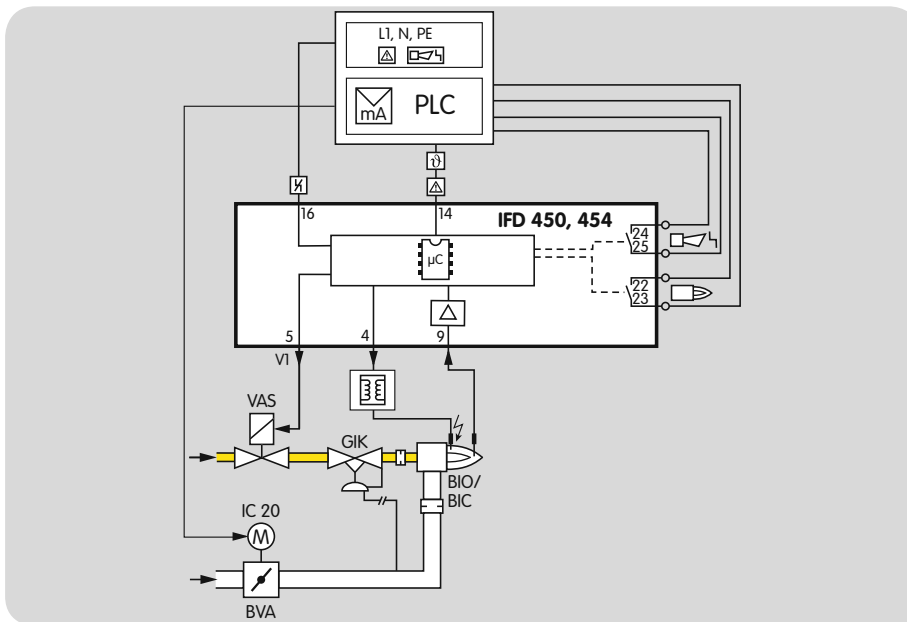 L1, N, PE
mA
PLC
ϑ
16
14
IFD 450, 454
µC
24
25
22
23
5
4
9
V1
VAS
GIK
BIO/
BIC
IC 20
M
BVA